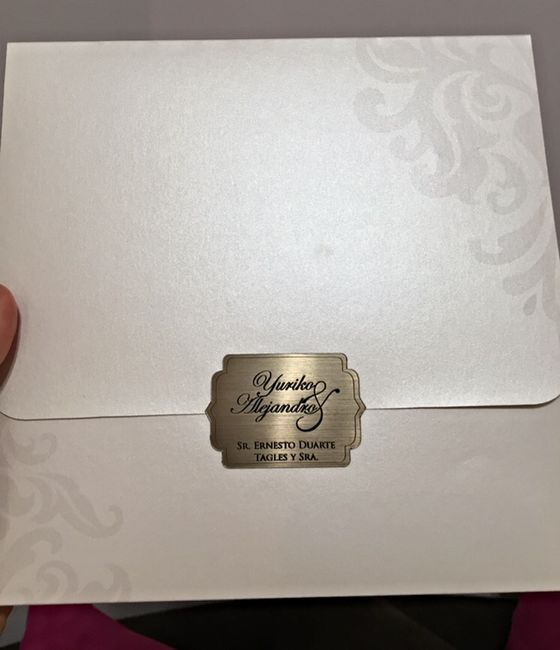 Yuriko &
Alejandro
Sr. Ernesto Duarte
Tagles y Sra.